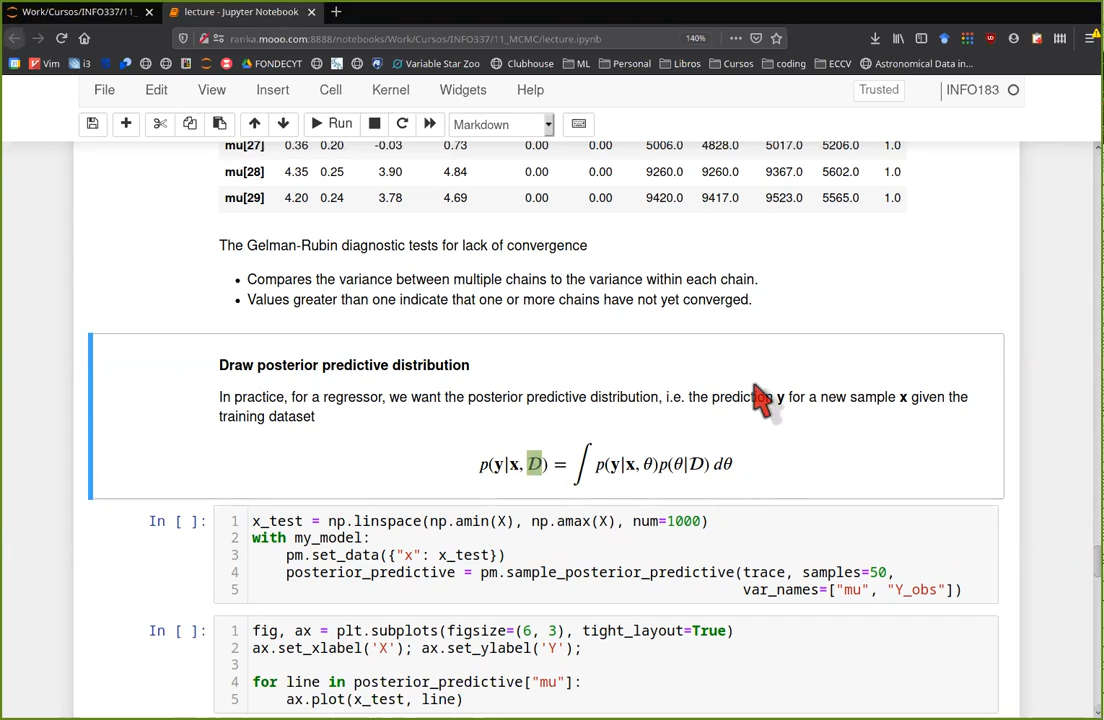 Work/Cursos/INFO337/11_ lecture - Jupyter Notebook
ranka.mooo.com:8888/notebooks/Work/Cursos/INFO337/11_MCMC/lecture.ipynb 140%
Vim i3 FONDECYT Variable Star Zoo Clubhouse ML Personal Libros Cursos coding ECCV Astronomical Data in...
File Edit View Insert Cell Kernel Widgets Help Trusted INFO183
Run Markdown
mu[27] 0.36 0.20 -0.03 0.73 0.00 0.00 5006.0 4828.0 5017.0 5206.0 1.0
mu[28] 4.35 0.25 3.90 4.84 0.00 0.00 9260.0 9260.0 9367.0 5602.0 1.0
mu[29] 4.20 0.24 3.78 4.69 0.00 0.00 9420.0 9417.0 9523.0 5565.0 1.0
The Gelman-Rubin diagnostic tests for lack of convergence
• Compares the variance between multiple chains to the variance within each chain.
• Values greater than one indicate that one or more chains have not yet converged.
Draw posterior predictive distribution
In practice, for a regressor, we want the posterior predictive distribution, i.e. the prediction y for a new sample x given the
training dataset
p(y|x, D) = ∫ p(y|x, θ)p(θ|D) dθ
In [ ]: 1 x_test = np.linspace(np.amin(X), np.amax(X), num=1000)
2 with my_model:
3 pm.set_data({"x": x_test})
4 posterior_predictive = pm.sample_posterior_predictive(trace, samples=50,
5 var_names=["mu", "Y_obs"])
In [ ]: 1 fig, ax = plt.subplots(figsize=(6, 3), tight_layout=True)
2 ax.set_xlabel('X'); ax.set_ylabel('Y');
3
4 for line in posterior_predictive["mu"]:
5 ax.plot(x_test, line)